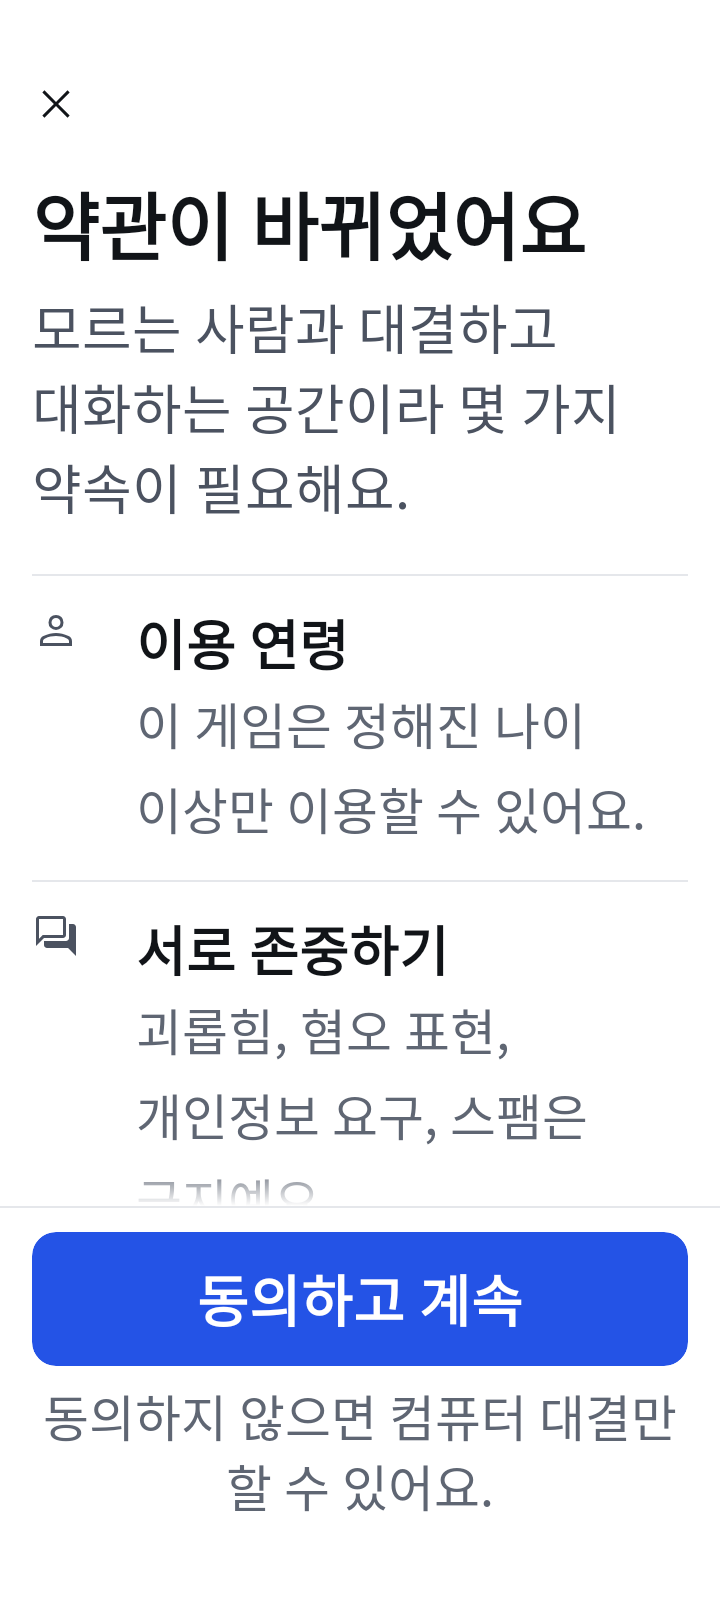 약관이 바뀌었어요
모르는 사람과 대결하고
대화하는 공간이라 몇 가지
약속이 필요해요.
이용 연령
이 게임은 정해진 나이
이상만 이용할 수 있어요.
서로 존중하기
괴롭힘, 혐오 표현,
개인정보 요구, 스팸은
금지예요
동의하고 계속
동의하지 않으면 컴퓨터 대결만
할 수 있어요.